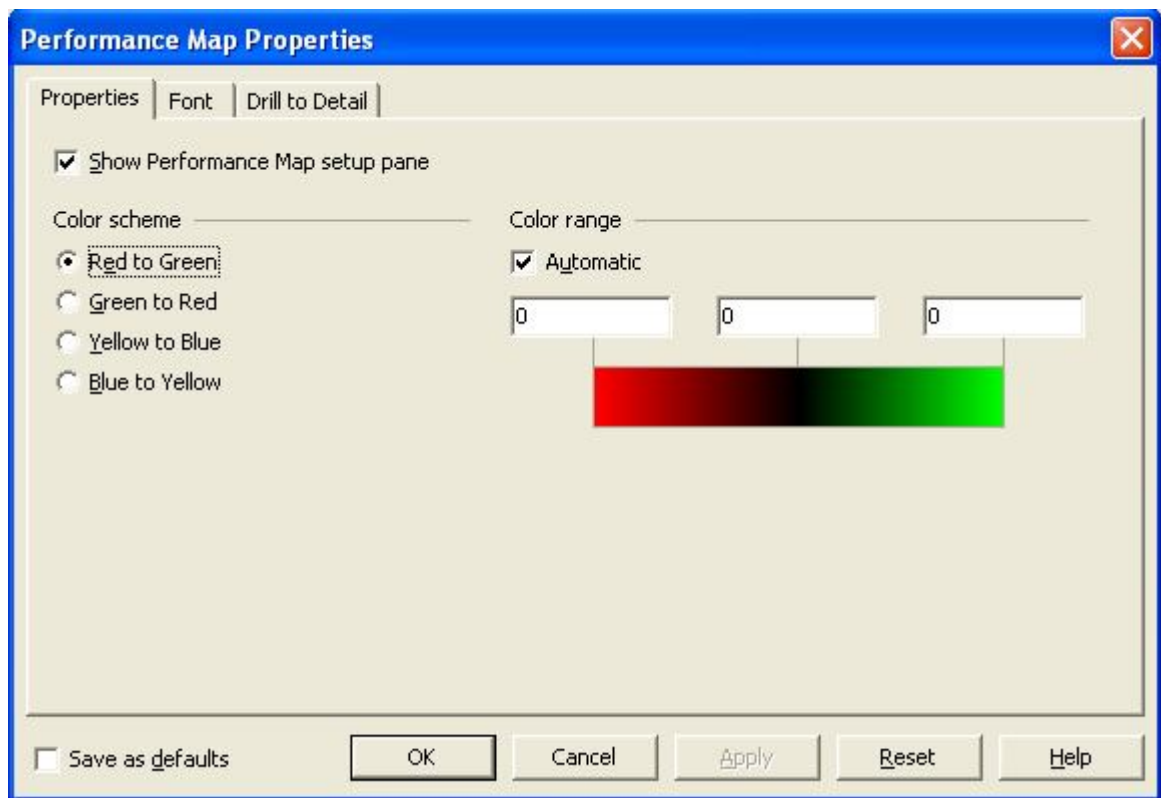 Performance Map Properties
Properties Font Drill to Detail
Show Performance Map setup pane
Color scheme
Red to Green
Green to Red
Yellow to Blue
Blue to Yellow
Color range
Automatic
0 0 0
Save as defaults OK Cancel Apply Reset Help